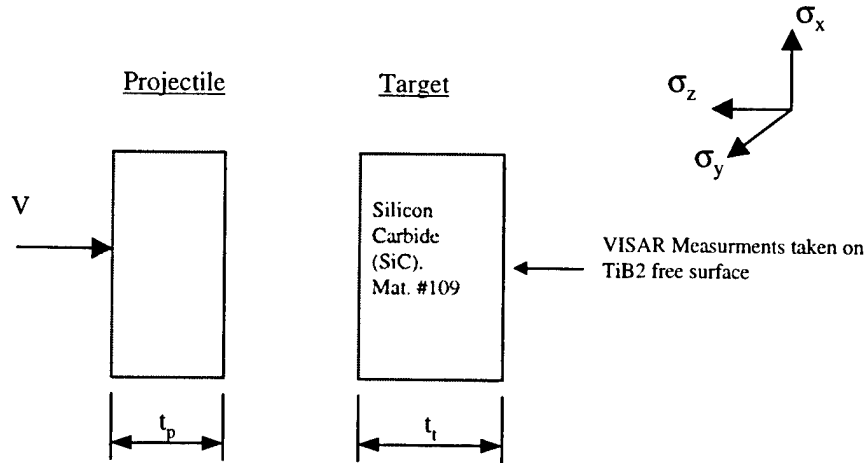 σx
Projectile
Target
σz
σy
V
Silicon
Carbide
(SiC).
Mat. #109
VISAR Measurments taken on
TiB2 free surface
tp
tt